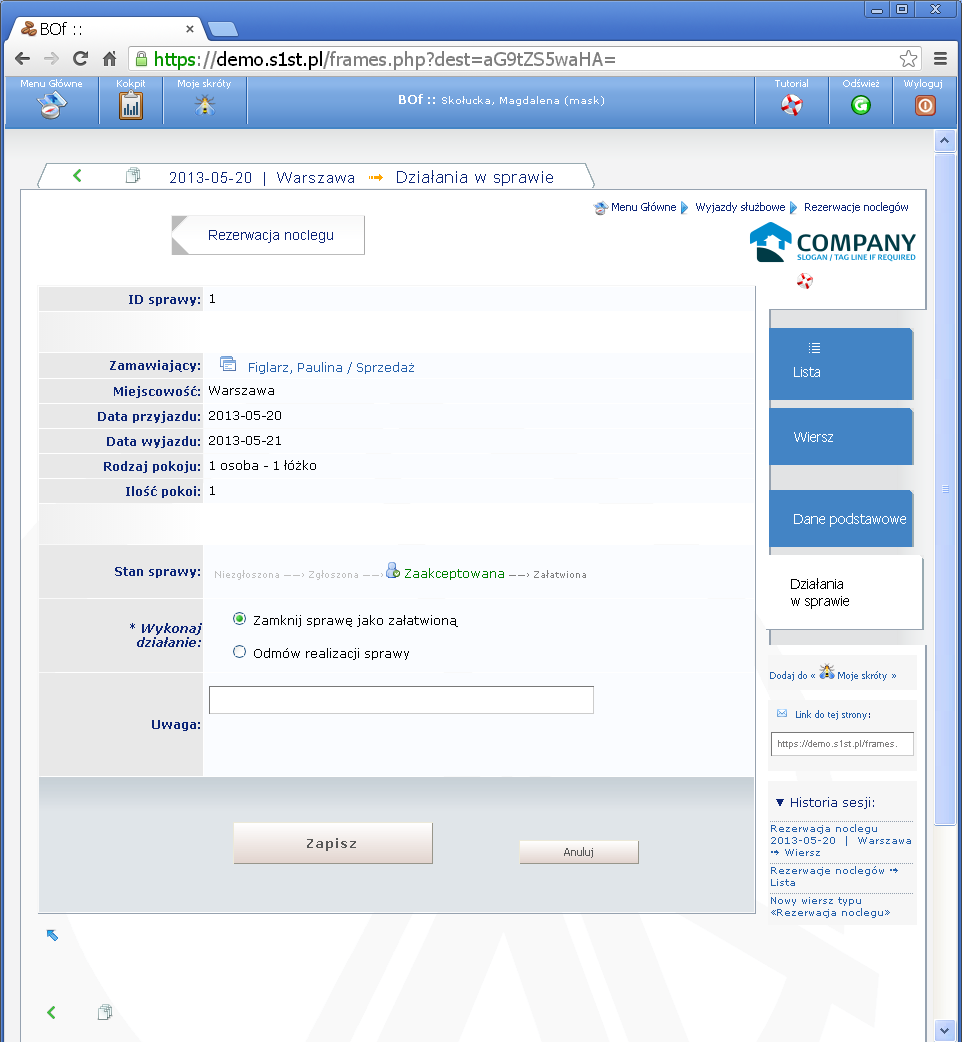 BOf ::
https://demo.s1st.pl/frames.php?dest=aG9tZS5waHA=
Menu Główne
Kokpit
Moje skróty
BOf :: Skołucka, Magdalena (mask)
Tutorial
Odśwież
Wyloguj
2013-05-20 | Warszawa
Działania w sprawie
Menu Główne Wyjazdy służbowe Rezerwacje noclegów
Rezerwacja noclegu
COMPANY
SLOGAN / TAG LINE IF REQUIRED
ID sprawy: 1
Zamawiający: Figlarz, Paulina / Sprzedaż
Miejscowość: Warszawa
Data przyjazdu: 2013-05-20
Data wyjazdu: 2013-05-21
Rodzaj pokoju: 1 osoba - 1 łóżko
Ilość pokoi: 1
Stan sprawy: Niezgłoszona ——› Zgłoszona ——› Zaakceptowana ——› Załatwiona
* Wykonaj
działanie:
Zamknij sprawę jako załatwioną
Odmów realizacji sprawy
Uwaga:
Zapisz
Anuluj
Lista
Wiersz
Dane podstawowe
Działania
w sprawie
Dodaj do « Moje skróty »
Link do tej strony:
https://demo.s1st.pl/frames.
▼ Historia sesji:
Rezerwacja noclegu
2013-05-20 | Warszawa
➝ Wiersz
Rezerwacje noclegów ➝
Lista
Nowy wiersz typu
«Rezerwacja noclegu»